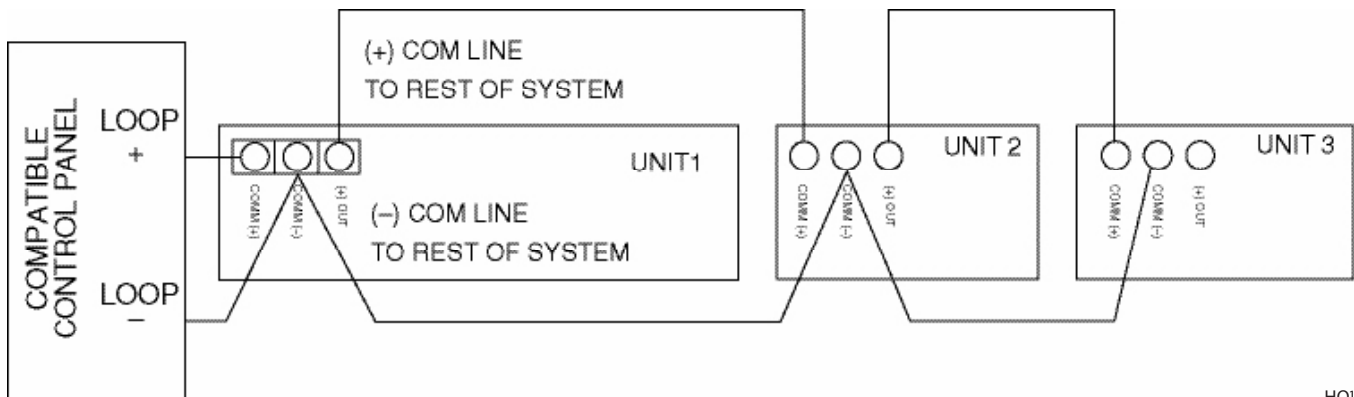 COMPATIBLE
CONTROL PANEL
LOOP
+
LOOP
–
(+) COM LINE
TO REST OF SYSTEM
UNIT1
COMM (+)
COMM (-)
(+) OUT
(–) COM LINE
TO REST OF SYSTEM
UNIT 2
COMM (+)
COMM (-)
(+) OUT
UNIT 3
COMM (+)
COMM (-)
(+) OUT